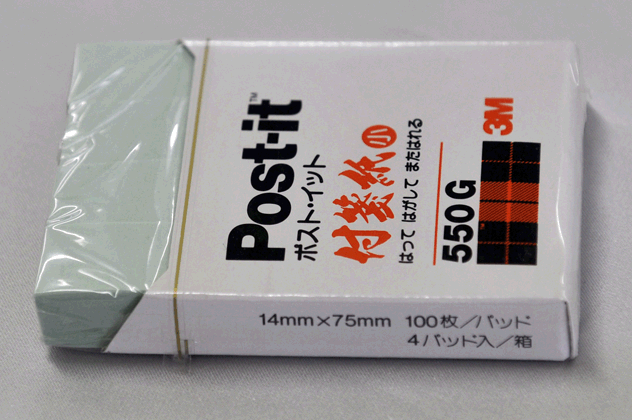 Post-it™
ポスト・イット
付箋紙 小
はって はがして またはれる
550G
3M
14mm×75mm 100枚／パッド
4パッド入／箱